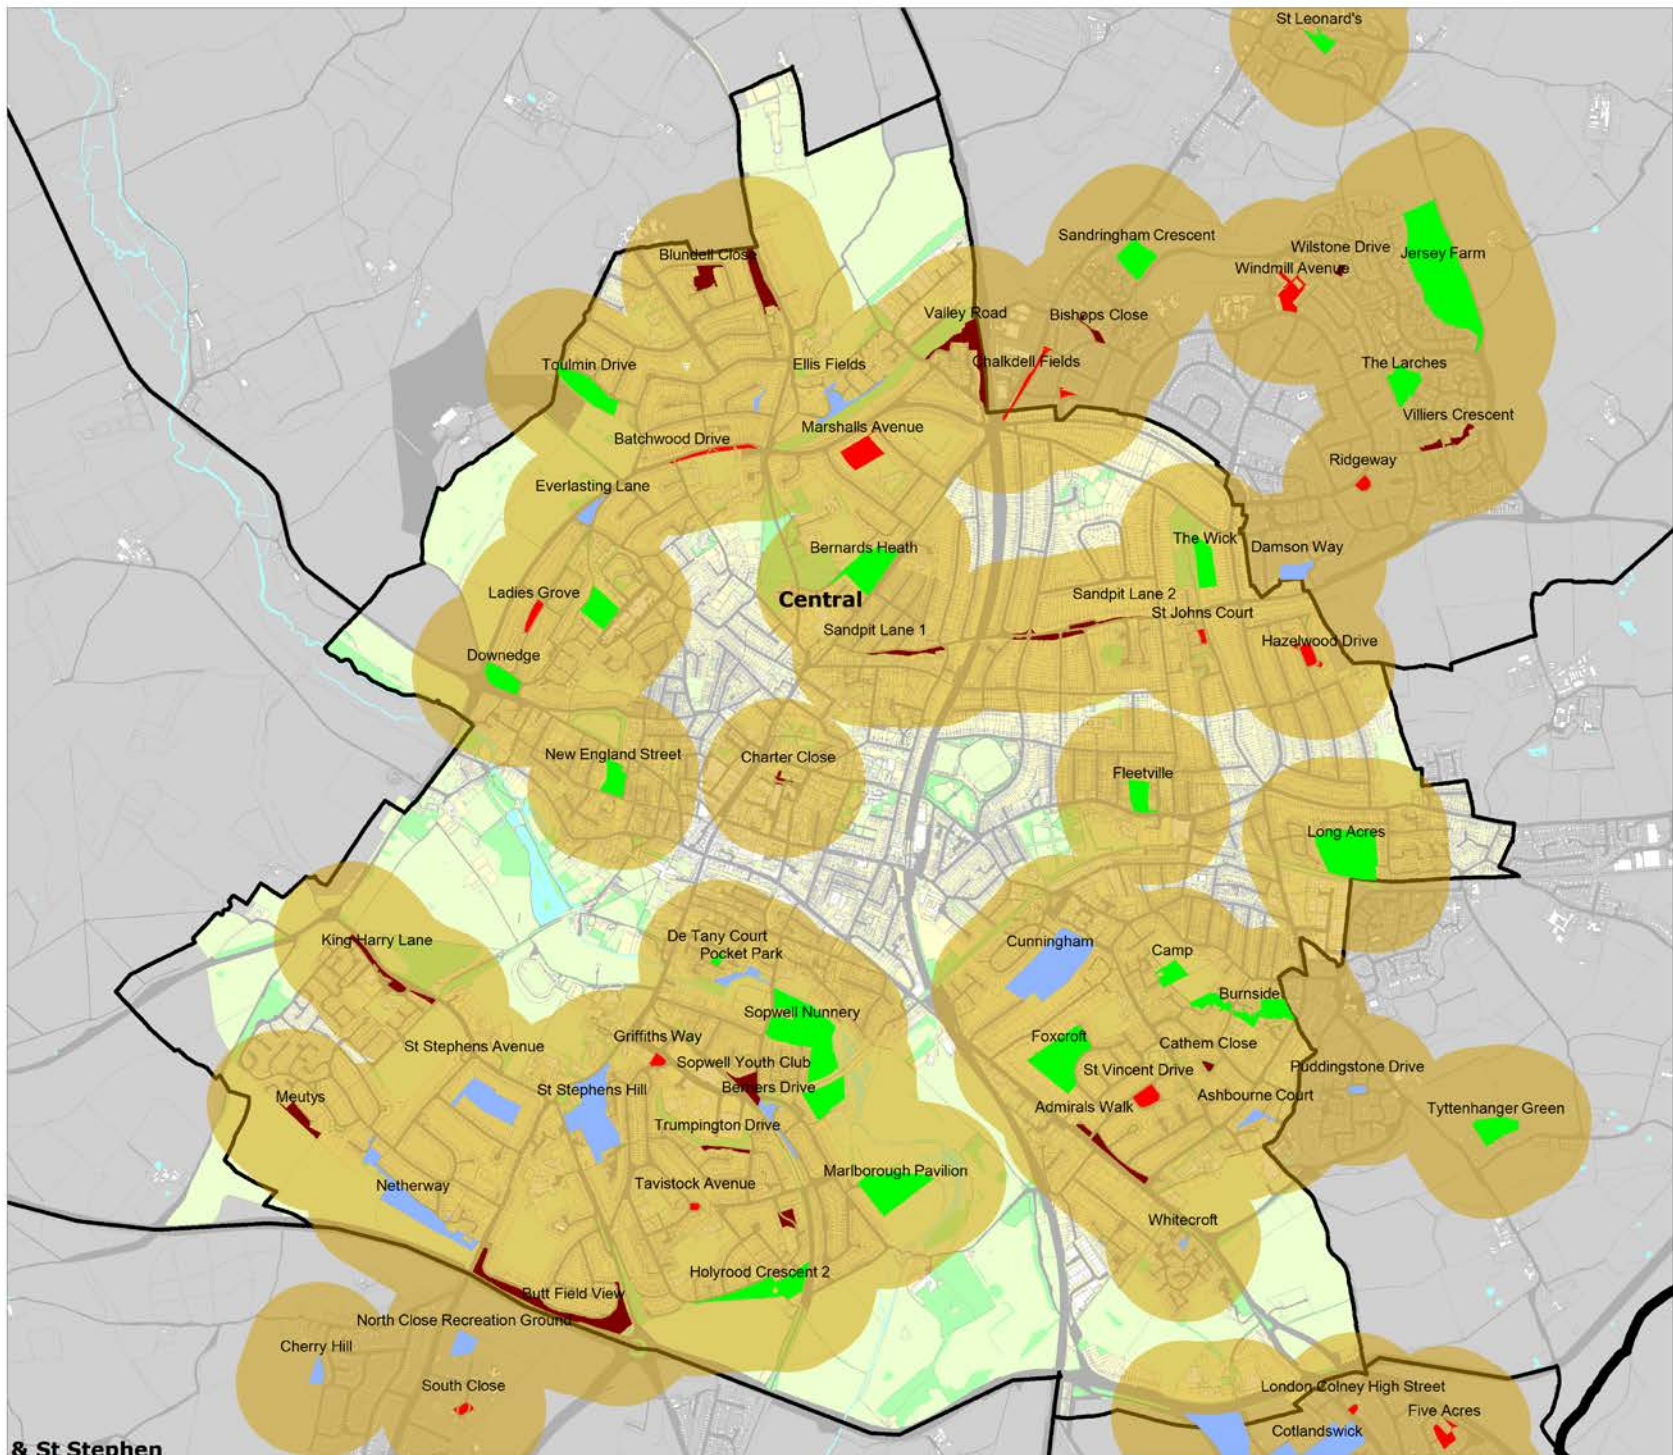 St Leonard's
Sandringham Crescent
Wilstone Drive
Blundell Close
Jersey Farm
Windmill Avenue
Valley Road
Bishops Close
Toulmin Drive
Ellis Fields
Chalkdell Fields
The Larches
Villiers Crescent
Marshalls Avenue
Batchwood Drive
Ridgeway
Everlasting Lane
The Wick
Bernards Heath
Damson Way
Ladies Grove
Central
Sandpit Lane 2
St Johns Court
Sandpit Lane 1
Hazelwood Drive
Downedge
New England Street
Charter Close
Fleetville
Long Acres
King Harry Lane
De Tany Court
Pocket Park
Cunningham
Camp
Burnside
Sopwell Nunnery
Griffiths Way
Foxcroft
St Stephens Avenue
Cathem Close
Sopwell Youth Club
St Vincent Drive
Puddingstone Drive
St Stephens Hill
Berners Drive
Meutys
Ashbourne Court
Admirals Walk
Tyttenhanger Green
Trumpington Drive
Marlborough Pavilion
Netherway
Tavistock Avenue
Whitecroft
Holyrood Crescent 2
Butt Field View
North Close Recreation Ground
Cherry Hill
South Close
London Colney High Street
Five Acres
Cotlandswick
& St Stephen